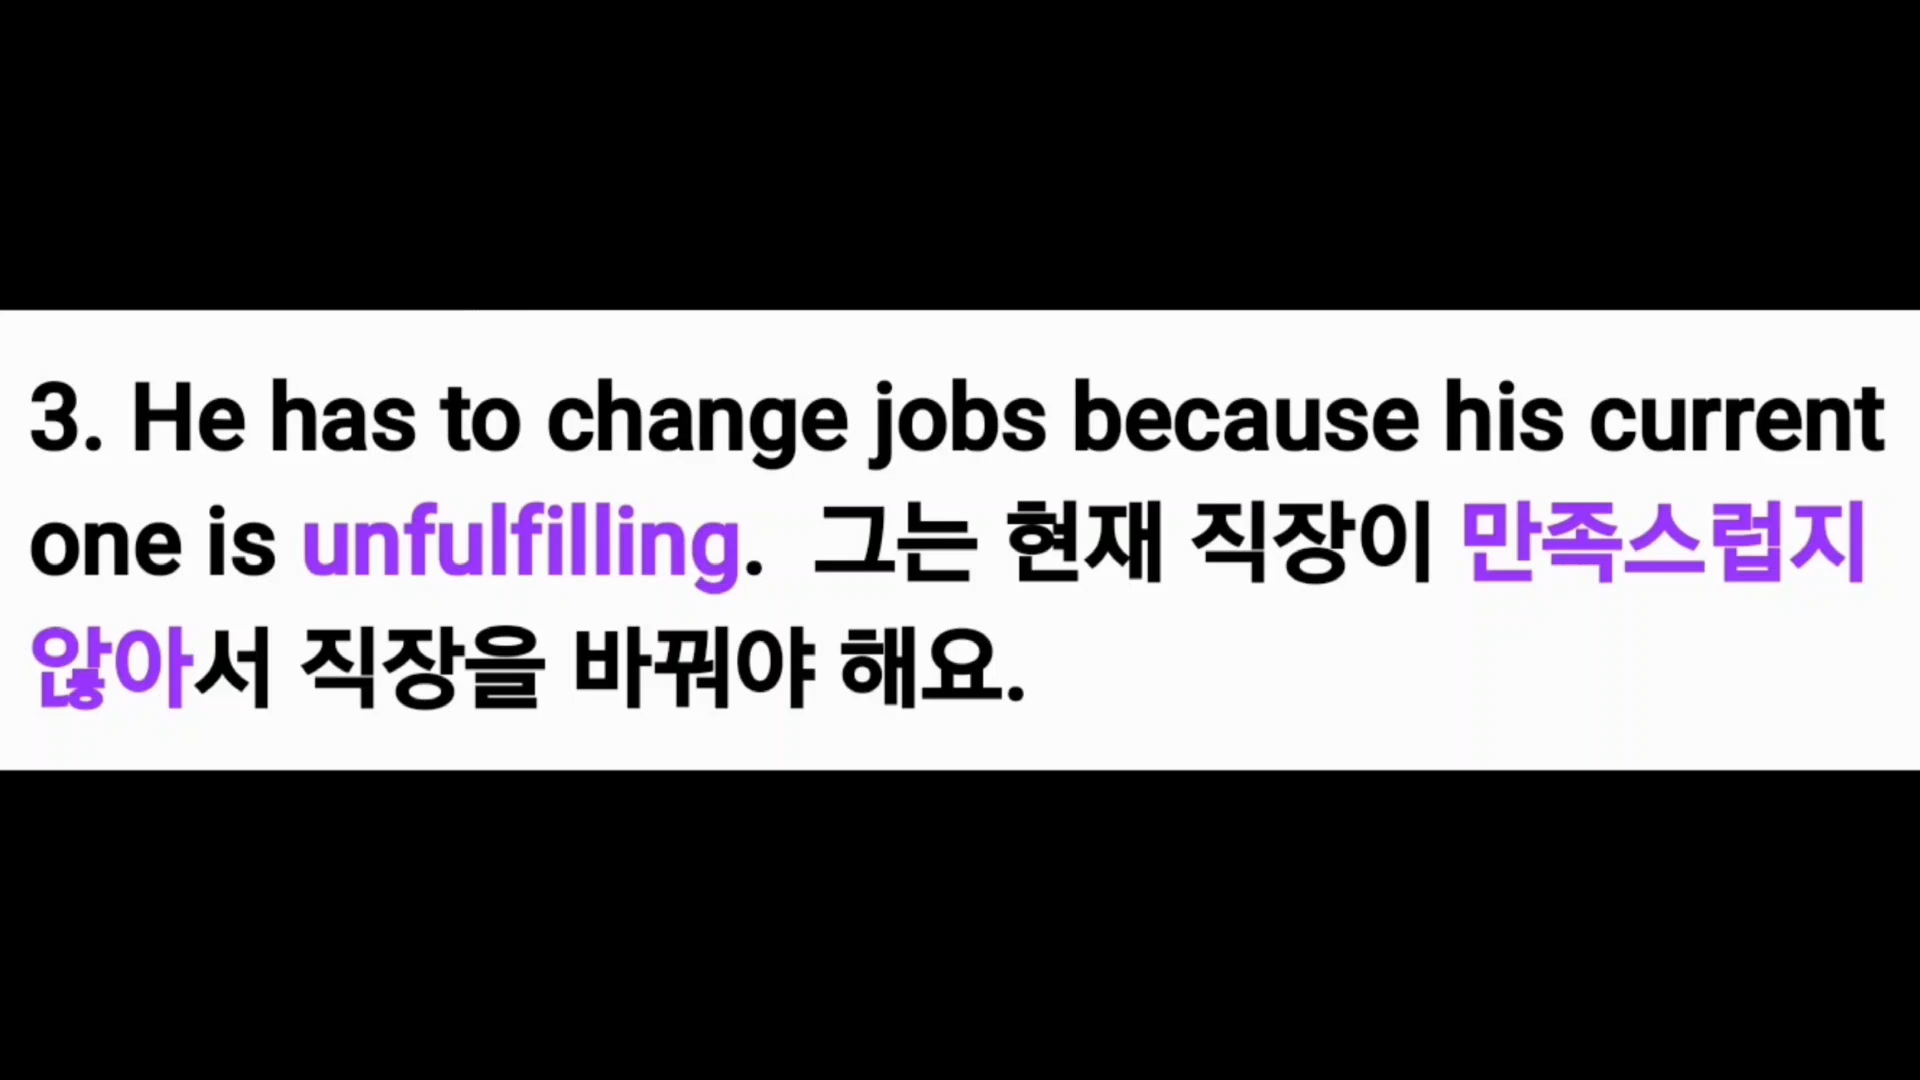 3. He has to change jobs because his current
one is unfulfilling.  그는 현재 직장이 만족스럽지
않아서 직장을 바꿔야 해요.